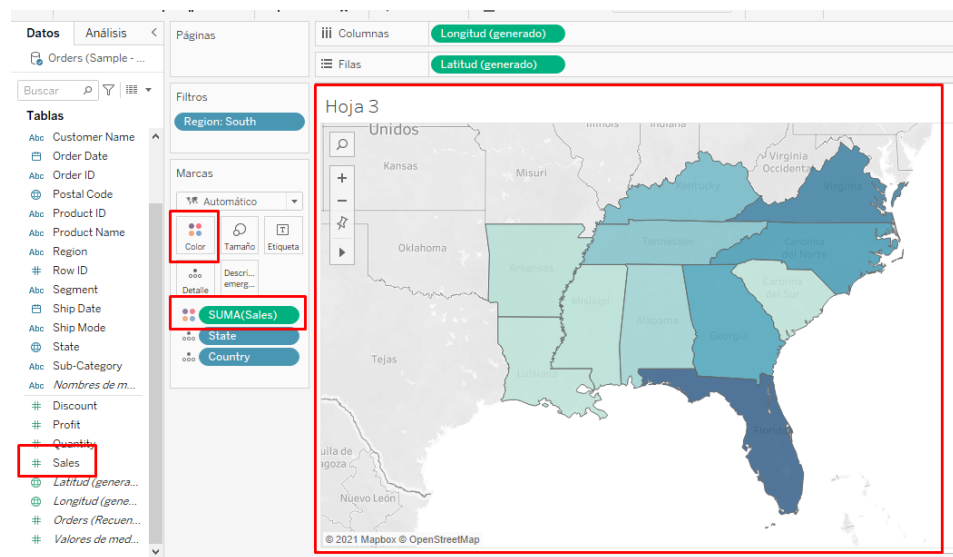 Datos Análisis <
Orders (Sample - ...
Buscar
Tablas
Abc Customer Name
Order Date
Abc Order ID
Postal Code
Abc Product ID
Abc Product Name
Abc Region
# Row ID
Abc Segment
Ship Date
Abc Ship Mode
State
Abc Sub-Category
Abc Nombres de m...
# Discount
# Profit
# Quantity
# Sales
Latitud (genera...
Longitud (gene...
# Orders (Recuen...
# Valores de med...
Páginas
Filtros
Region: South
Marcas
Automático
Color Tamaño Etiqueta
Detalle Descri... emerg...
SUMA(Sales)
State
Country
iii Columnas Longitud (generado)
Filas Latitud (generado)
Hoja 3
Unidos
Illinois Indiana
Kansas Misuri
Virginia
Occidental
Virginia
Kentucky
Oklahoma
Tennessee
Carolina
del Norte
Arkansas
Carolina
del Sur
Misisipi
Alabama
Georgia
Tejas
Luisiana
Florida
Nuevo León
© 2021 Mapbox © OpenStreetMap